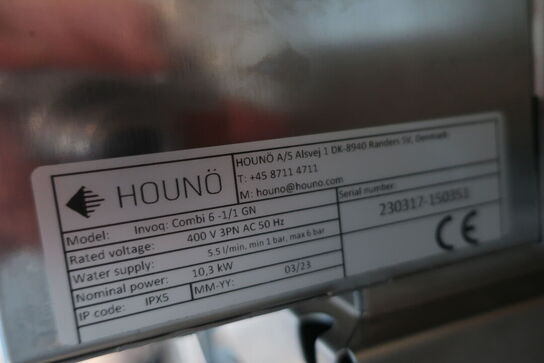 HOUNÖ
HOUNÖ A/S Alsvej 1 DK-8940 Randers SV, Denmark
T: +45 8711 4711
M: houno@houno.com
Model: Invoq: Combi 6 -1/1 GN
Rated voltage: 400 V 3PN AC 50 Hz
Water supply: 5.5 l/min, min 1 bar, max 6 bar
Nominal power: 10,3 kW
IP code: IPX5
MM-YY: 03/23
Serial number:
230317-150351
CE